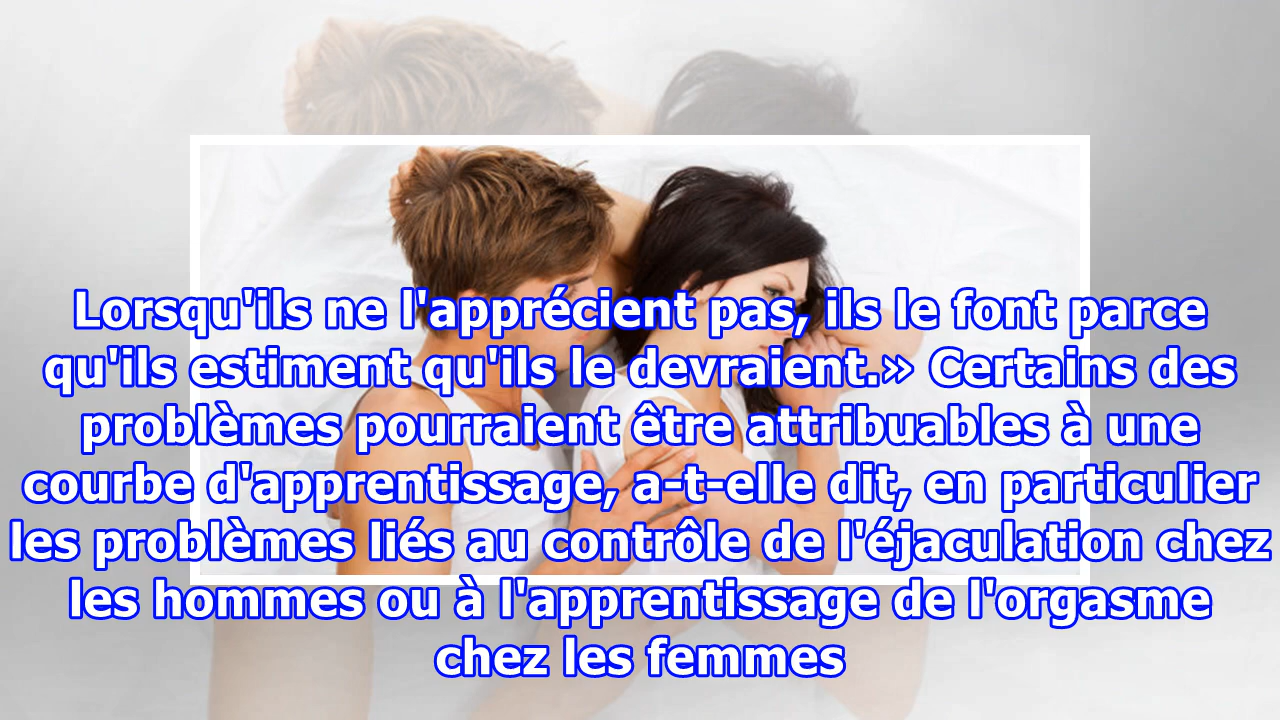 Lorsqu'ils ne l'apprécient pas, ils le font parce
qu'ils estiment qu'ils le devraient.» Certains des
problèmes pourraient être attribuables à une
courbe d'apprentissage, a-t-elle dit, en particulier
les problèmes liés au contrôle de l'éjaculation chez
les hommes ou à l'apprentissage de l'orgasme
chez les femmes